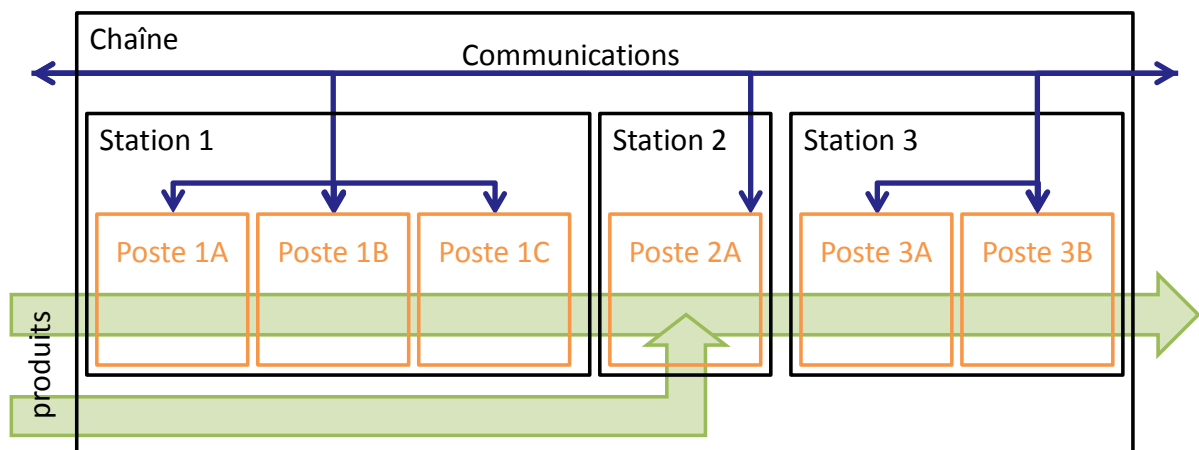 Chaîne
Communications
Station 1
Station 2
Station 3
Poste 1A
Poste 1B
Poste 1C
Poste 2A
Poste 3A
Poste 3B
produits